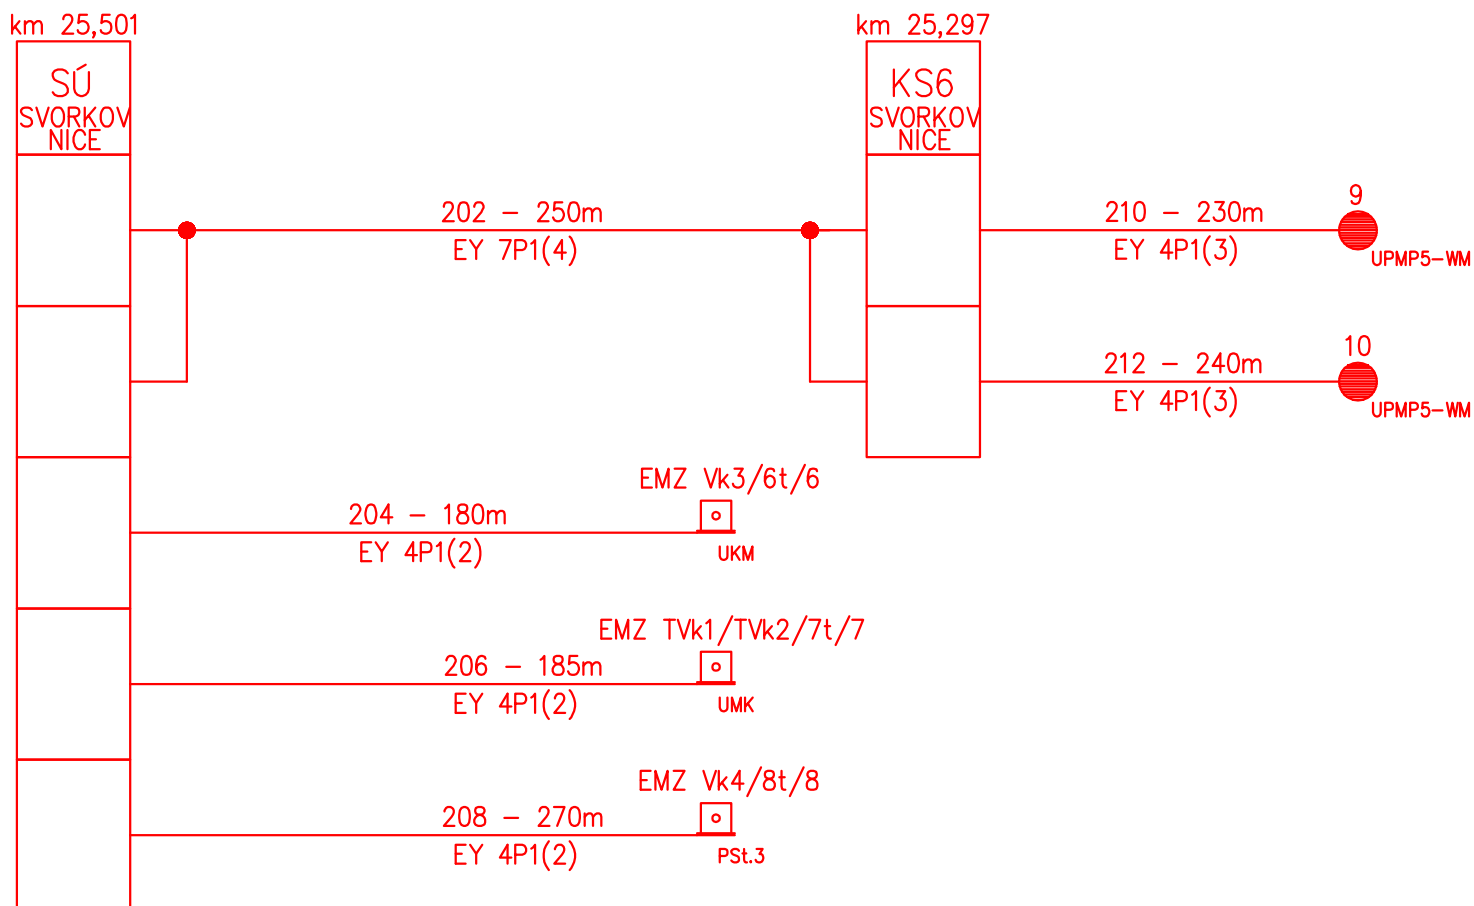 km 25,501
km 25,297
SÚ
SVORKOV
NICE
KS6
SVORKOV
NICE
202 - 250m
EY 7P1(4)
210 - 230m
EY 4P1(3)
9
UPMP5-WM
212 - 240m
EY 4P1(3)
10
UPMP5-WM
EMZ Vk3/6t/6
204 - 180m
EY 4P1(2)
UKM
EMZ TVk1/TVk2/7t/7
206 - 185m
EY 4P1(2)
UMK
EMZ Vk4/8t/8
208 - 270m
EY 4P1(2)
PSt.3